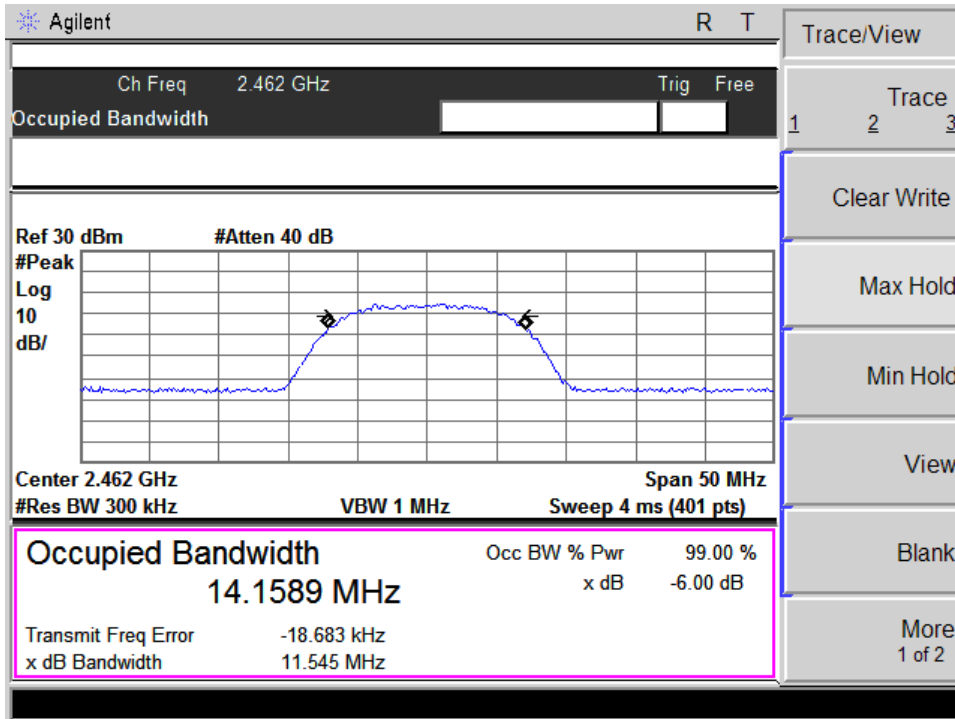 Agilent R T
Ch Freq 2.462 GHz Trig Free
Occupied Bandwidth
Ref 30 dBm #Atten 40 dB
#Peak
Log
10
dB/
Center 2.462 GHz Span 50 MHz
#Res BW 300 kHz VBW 1 MHz Sweep 4 ms (401 pts)
Occupied Bandwidth Occ BW % Pwr 99.00 %
14.1589 MHz x dB -6.00 dB
Transmit Freq Error -18.683 kHz
x dB Bandwidth 11.545 MHz
Trace/View
Trace
1 2 3
Clear Write
Max Hold
Min Hold
View
Blank
More
1 of 2